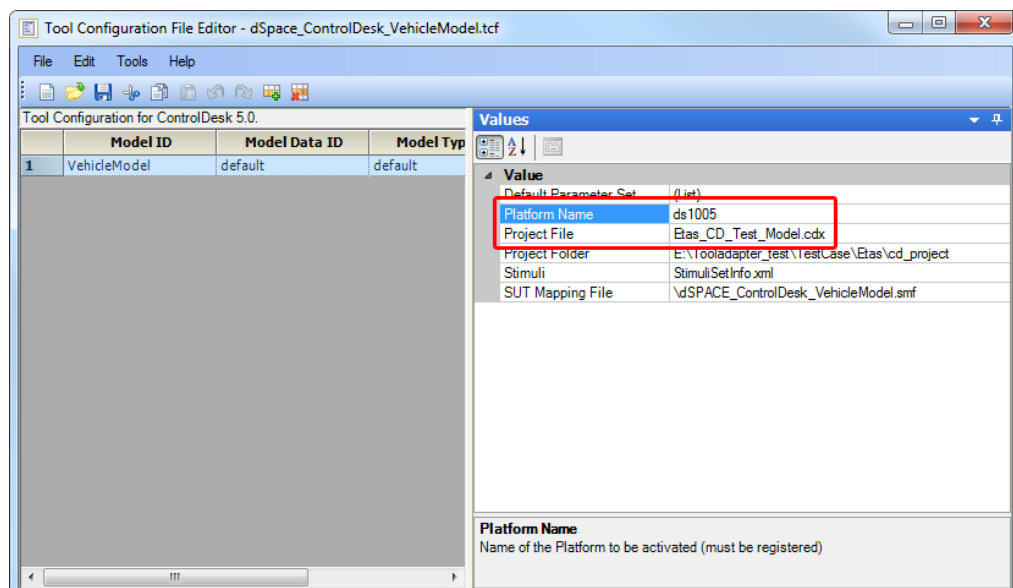 Tool Configuration File Editor - dSpace_ControlDesk_VehicleModel.tcf
File Edit Tools Help
Tool Configuration for ControlDesk 5.0.
Model ID Model Data ID Model Typ
1 VehicleModel default default
Values
Value
Default Parameter Set (List)
Platform Name ds1005
Project File Etas_CD_Test_Model.cdx
Project Folder E:\Tooladapter_test\TestCase\Etas\cd_project
Stimuli StimuliSetInfo.xml
SUT Mapping File \dSPACE_ControlDesk_VehicleModel.smf
Platform Name
Name of the Platform to be activated (must be registered)